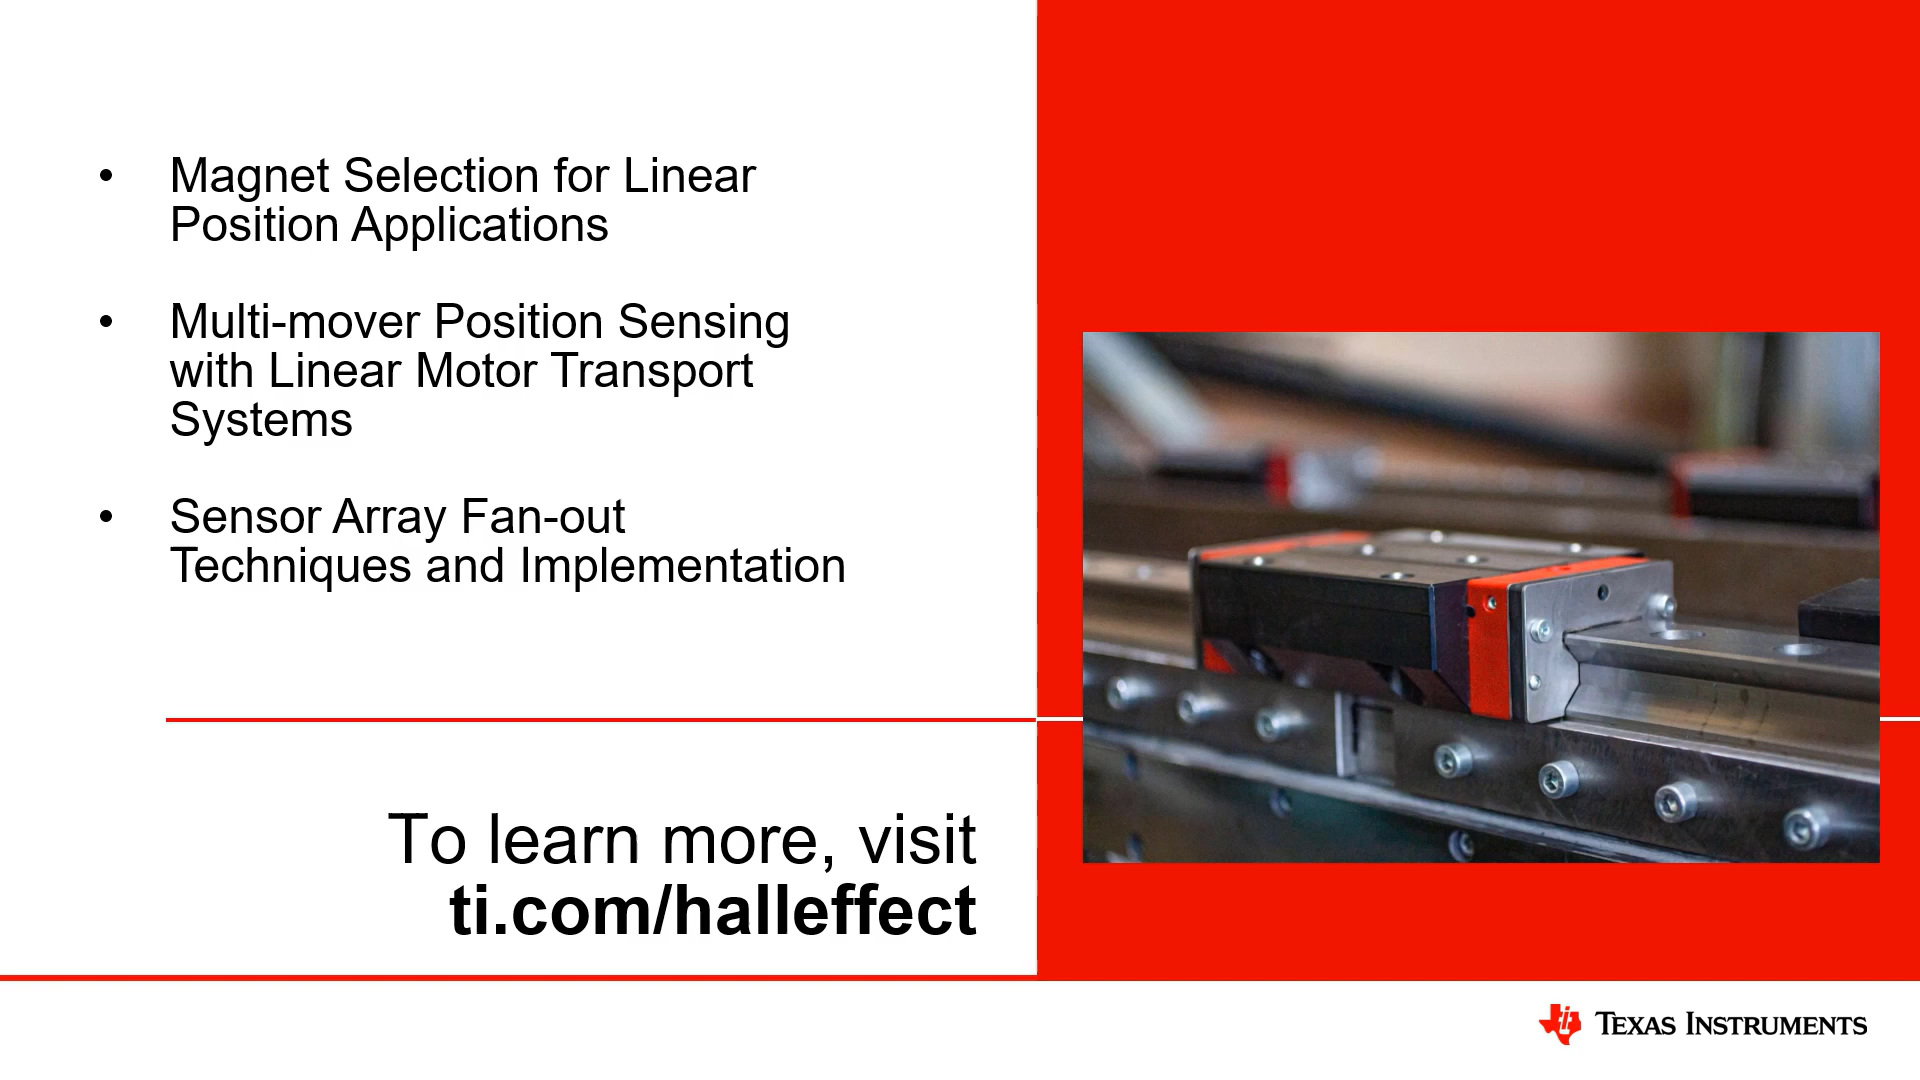 • Magnet Selection for Linear
Position Applications
• Multi-mover Position Sensing
with Linear Motor Transport
Systems
• Sensor Array Fan-out
Techniques and Implementation
To learn more, visit
ti.com/halleffect
TEXAS INSTRUMENTS